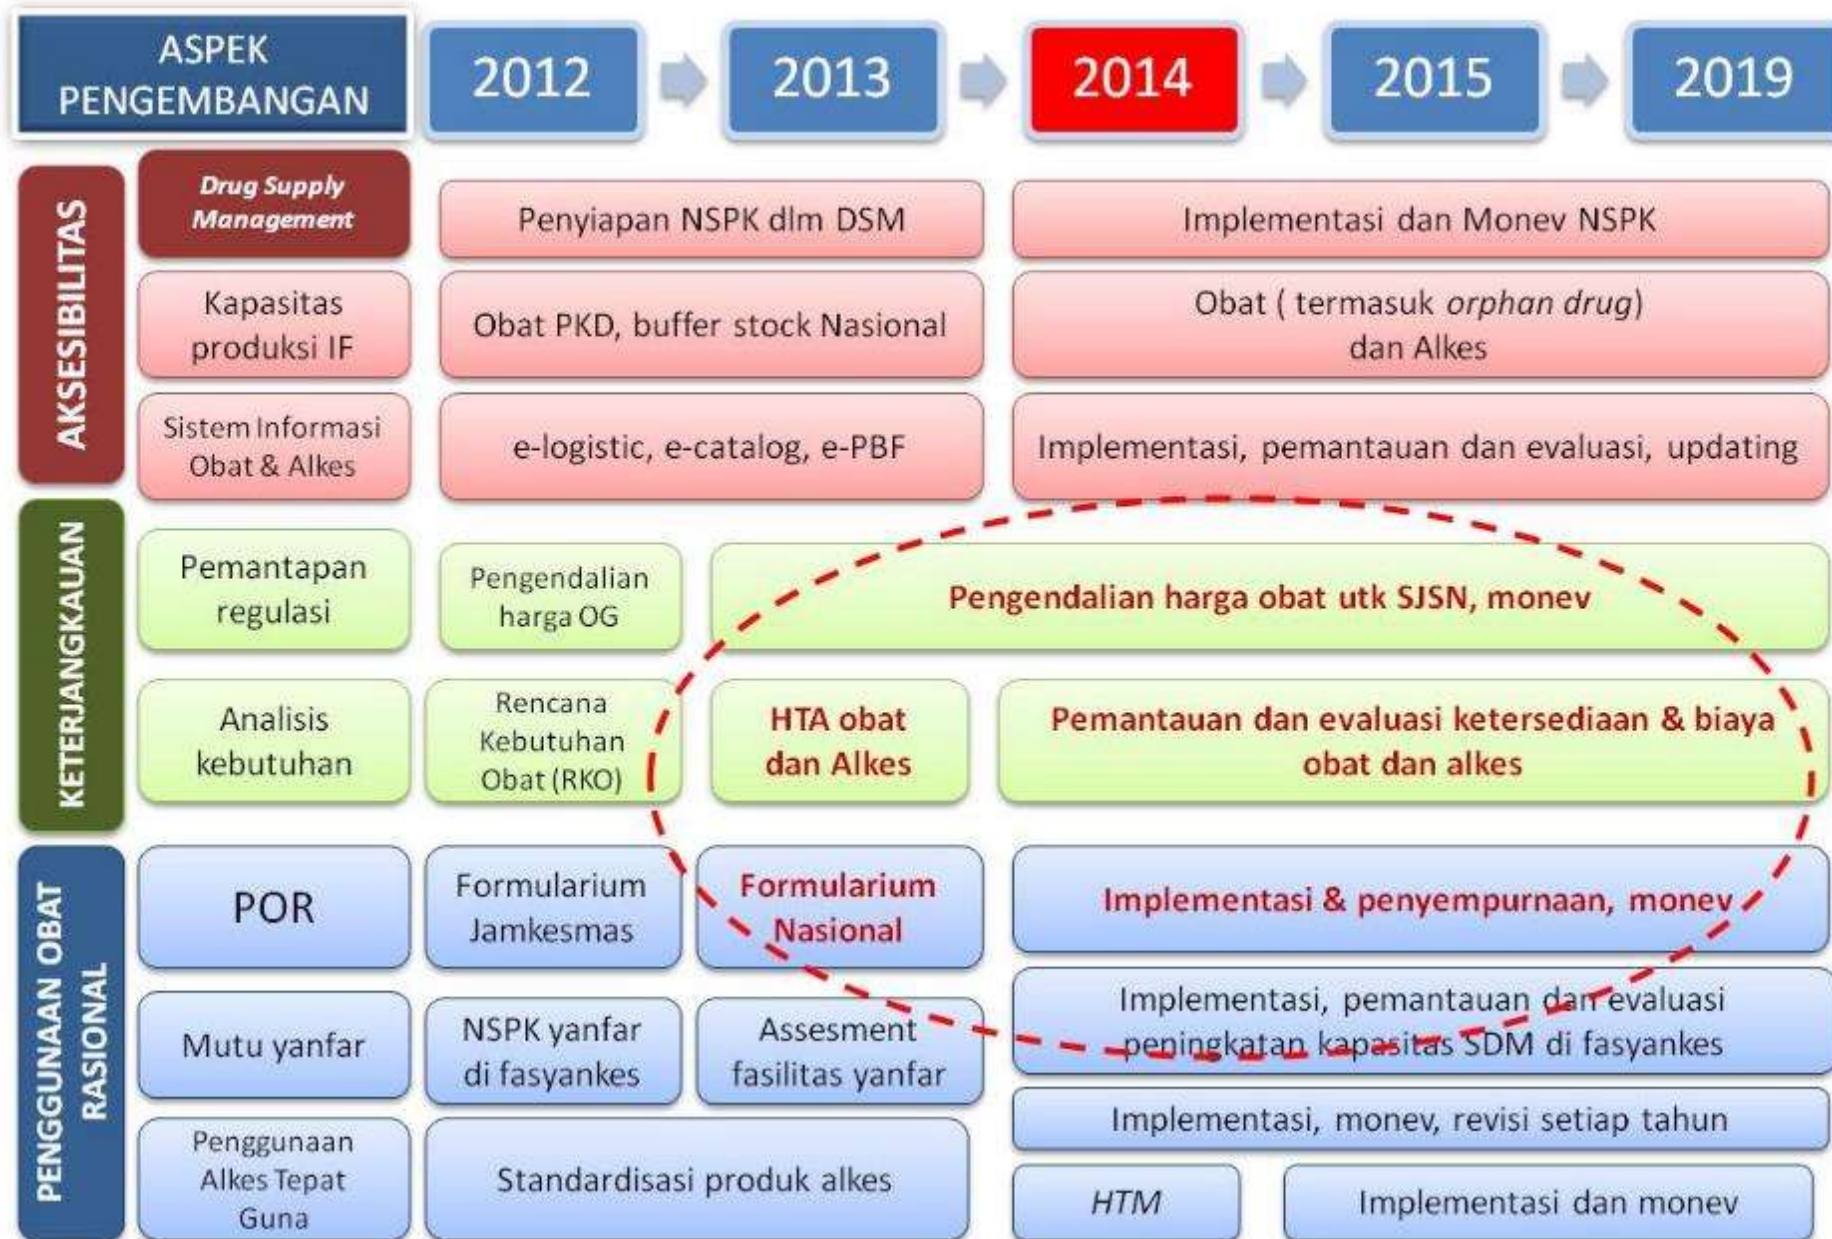 ASPEK
PENGEMBANGAN
2012
2013
2014
2015
2019
AKSESIBILITAS
Drug Supply
Management
Penyiapan NSPK dlm DSM
Implementasi dan Monev NSPK
Kapasitas
produksi IF
Obat PKD, buffer stock Nasional
Obat ( termasuk orphan drug)
dan Alkes
Sistem Informasi
Obat & Alkes
e-logistic, e-catalog, e-PBF
Implementasi, pemantauan dan evaluasi, updating
KETERJANGKAUAN
Pemantapan
regulasi
Pengendalian
harga OG
Pengendalian harga obat utk SJSN, monev
Analisis
kebutuhan
Rencana
Kebutuhan
Obat (RKO)
HTA obat
dan Alkes
Pemantauan dan evaluasi ketersediaan & biaya
obat dan alkes
PENGGUNAAN OBAT
RASIONAL
POR
Formularium
Jamkesmas
Formularium
Nasional
Implementasi & penyempurnaan, monev
Mutu yanfar
NSPK yanfar
di fasyankes
Assesment
fasilitas yanfar
Implementasi, pemantauan dan evaluasi
peningkatan kapasitas SDM di fasyankes
Penggunaan
Alkes Tepat
Guna
Standardisasi produk alkes
Implementasi, monev, revisi setiap tahun
HTM
Implementasi dan monev